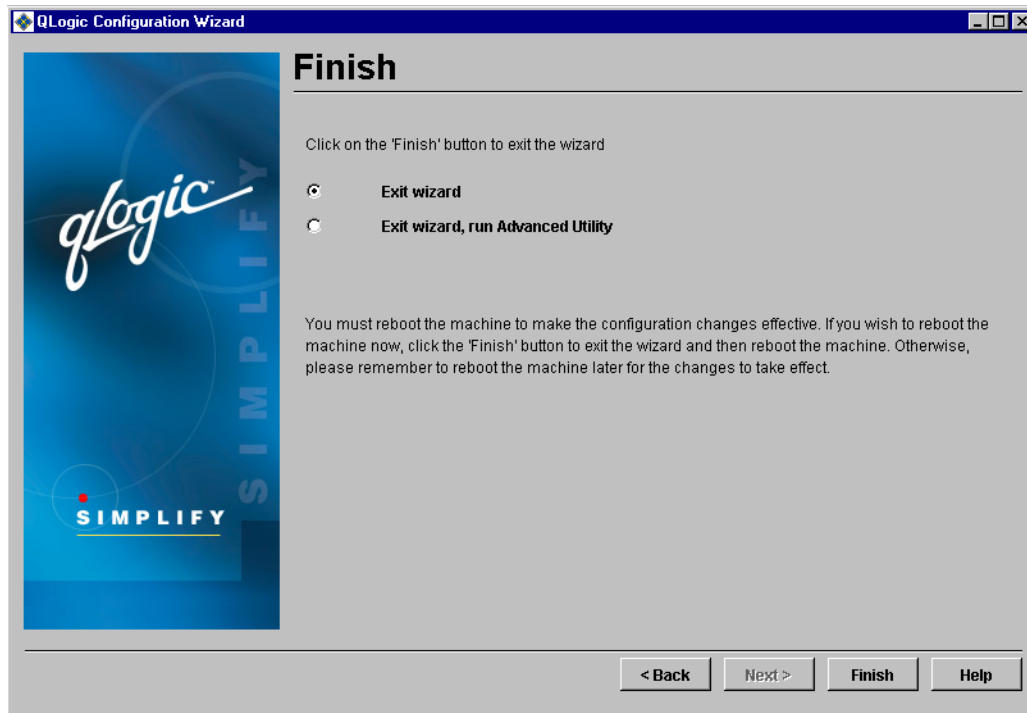 QLogic Configuration Wizard
Finish
Click on the 'Finish' button to exit the wizard
Exit wizard
Exit wizard, run Advanced Utility
You must reboot the machine to make the configuration changes effective. If you wish to reboot the
machine now, click the 'Finish' button to exit the wizard and then reboot the machine. Otherwise,
please remember to reboot the machine later for the changes to take effect.
qlogic™
SIMPLIFY
SIMPLIFY
< Back
Next >
Finish
Help